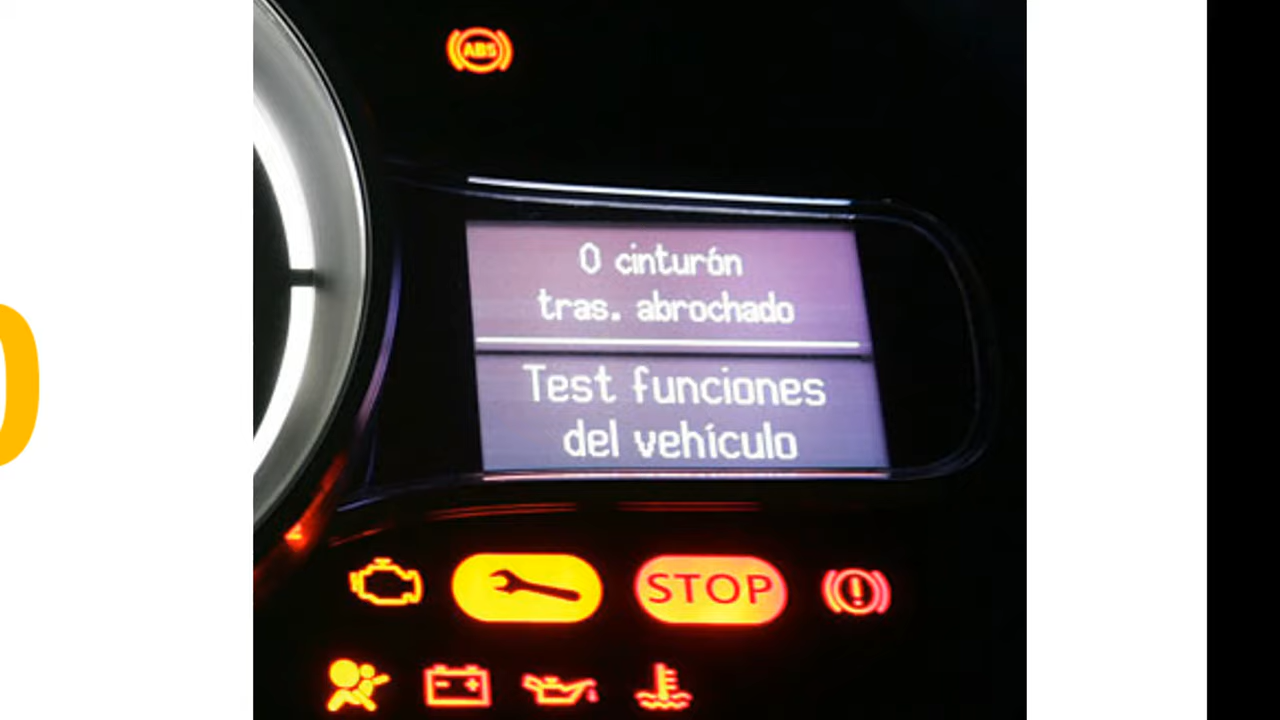 ABS
0 cinturón
tras. abrochado
Test funciones
del vehículo
STOP